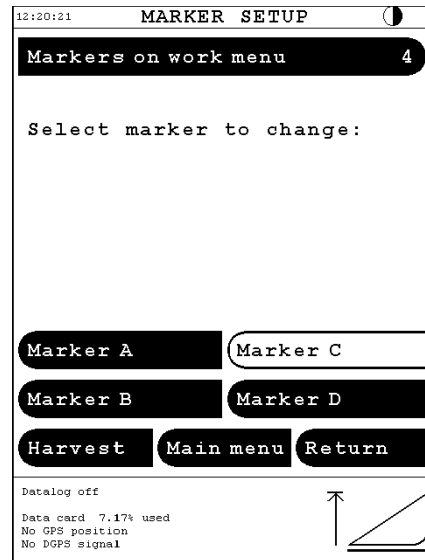 12:20:21 MARKER SETUP
Markers on work menu 4
Select marker to change:
Marker A Marker C
Marker B Marker D
Harvest Main menu Return
Datalog off
Data card 7.17% used
No GPS position
No DGPS signal